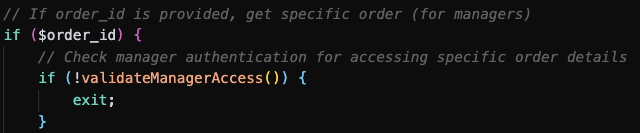 // If order_id is provided, get specific order (for managers)
if ($order_id) {
    // Check manager authentication for accessing specific order details
    if (!validateManagerAccess()) {
        exit;
    }